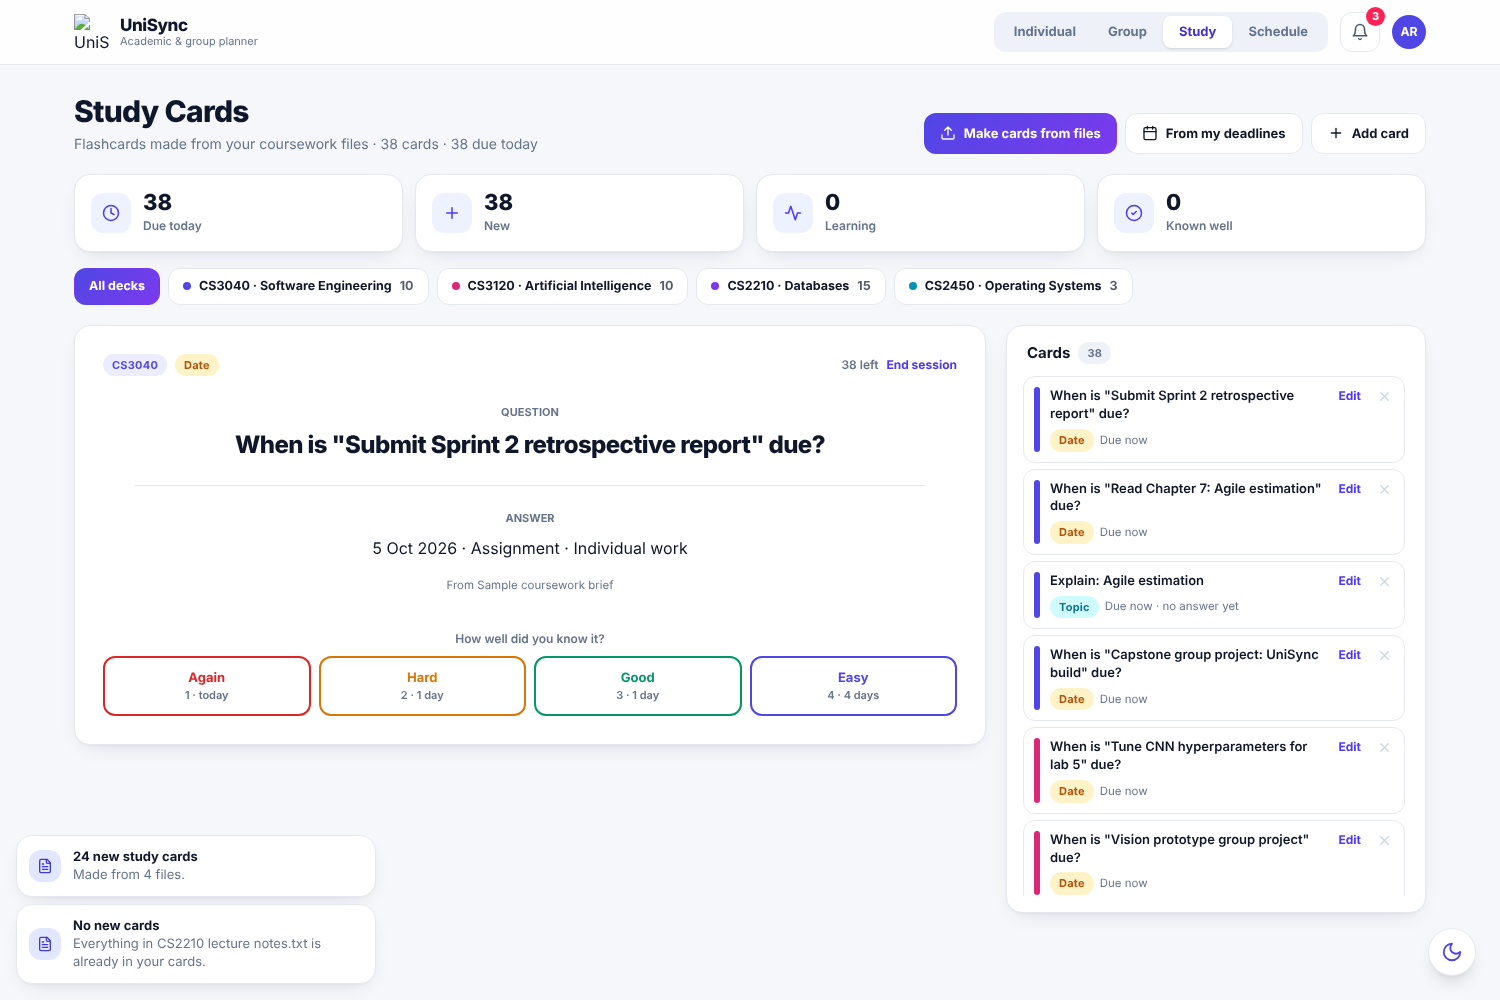 UniS
UniSync
Academic & group planner
Individual
Group
Study
Schedule
3
AR
Study Cards
Flashcards made from your coursework files · 38 cards · 38 due today
Make cards from files
From my deadlines
Add card
38
Due today
38
New
0
Learning
0
Known well
All decks
CS3040 · Software Engineering 10
CS3120 · Artificial Intelligence 10
CS2210 · Databases 15
CS2450 · Operating Systems 3
CS3040
Date
38 left
End session
QUESTION
When is "Submit Sprint 2 retrospective report" due?
ANSWER
5 Oct 2026 · Assignment · Individual work
From Sample coursework brief
How well did you know it?
Again
1 · today
Hard
2 · 1 day
Good
3 · 1 day
Easy
4 · 4 days
Cards 38
When is "Submit Sprint 2 retrospective
report" due?
Edit
Date Due now
When is "Read Chapter 7: Agile estimation"
due?
Edit
Date Due now
Explain: Agile estimation
Edit
Topic Due now · no answer yet
When is "Capstone group project: UniSync
build" due?
Edit
Date Due now
When is "Tune CNN hyperparameters for
lab 5" due?
Edit
Date Due now
When is "Vision prototype group project"
due?
Edit
Date Due now
24 new study cards
Made from 4 files.
No new cards
Everything in CS2210 lecture notes.txt is
already in your cards.